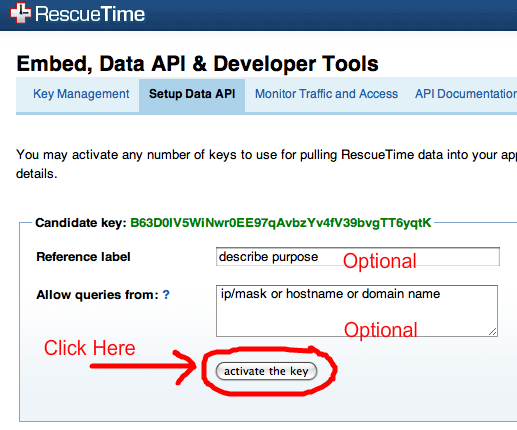 RescueTime
Embed, Data API & Developer Tools
Key Management Setup Data API Monitor Traffic and Access API Documentation
You may activate any number of keys to use for pulling RescueTime data into your app
details.
Candidate key: B63D0IV5WiNwr0EE97qAvbzYv4fV39bvgTT6yqtK
Reference label describe purpose Optional
Allow queries from: ? ip/mask or hostname or domain name
Optional
Click Here
activate the key